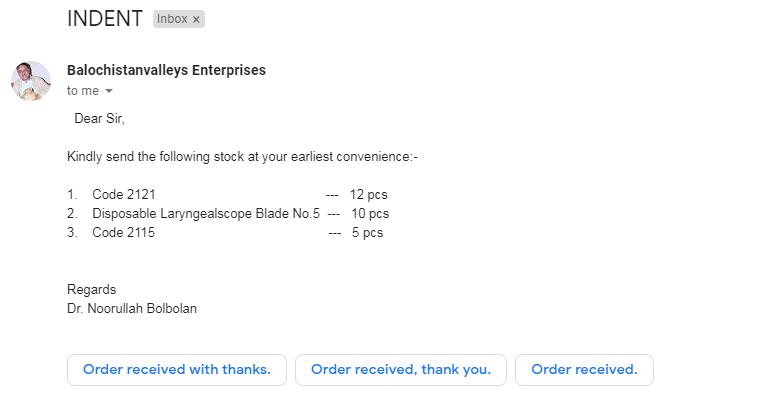 INDENT Inbox x
Balochistanvalleys Enterprises
to me
Dear Sir,
Kindly send the following stock at your earliest convenience:-
1. Code 2121 --- 12 pcs
2. Disposable Laryngealscope Blade No.5 --- 10 pcs
3. Code 2115 --- 5 pcs
Regards
Dr. Noorullah Bolbolan
Order received with thanks. Order received, thank you. Order received.